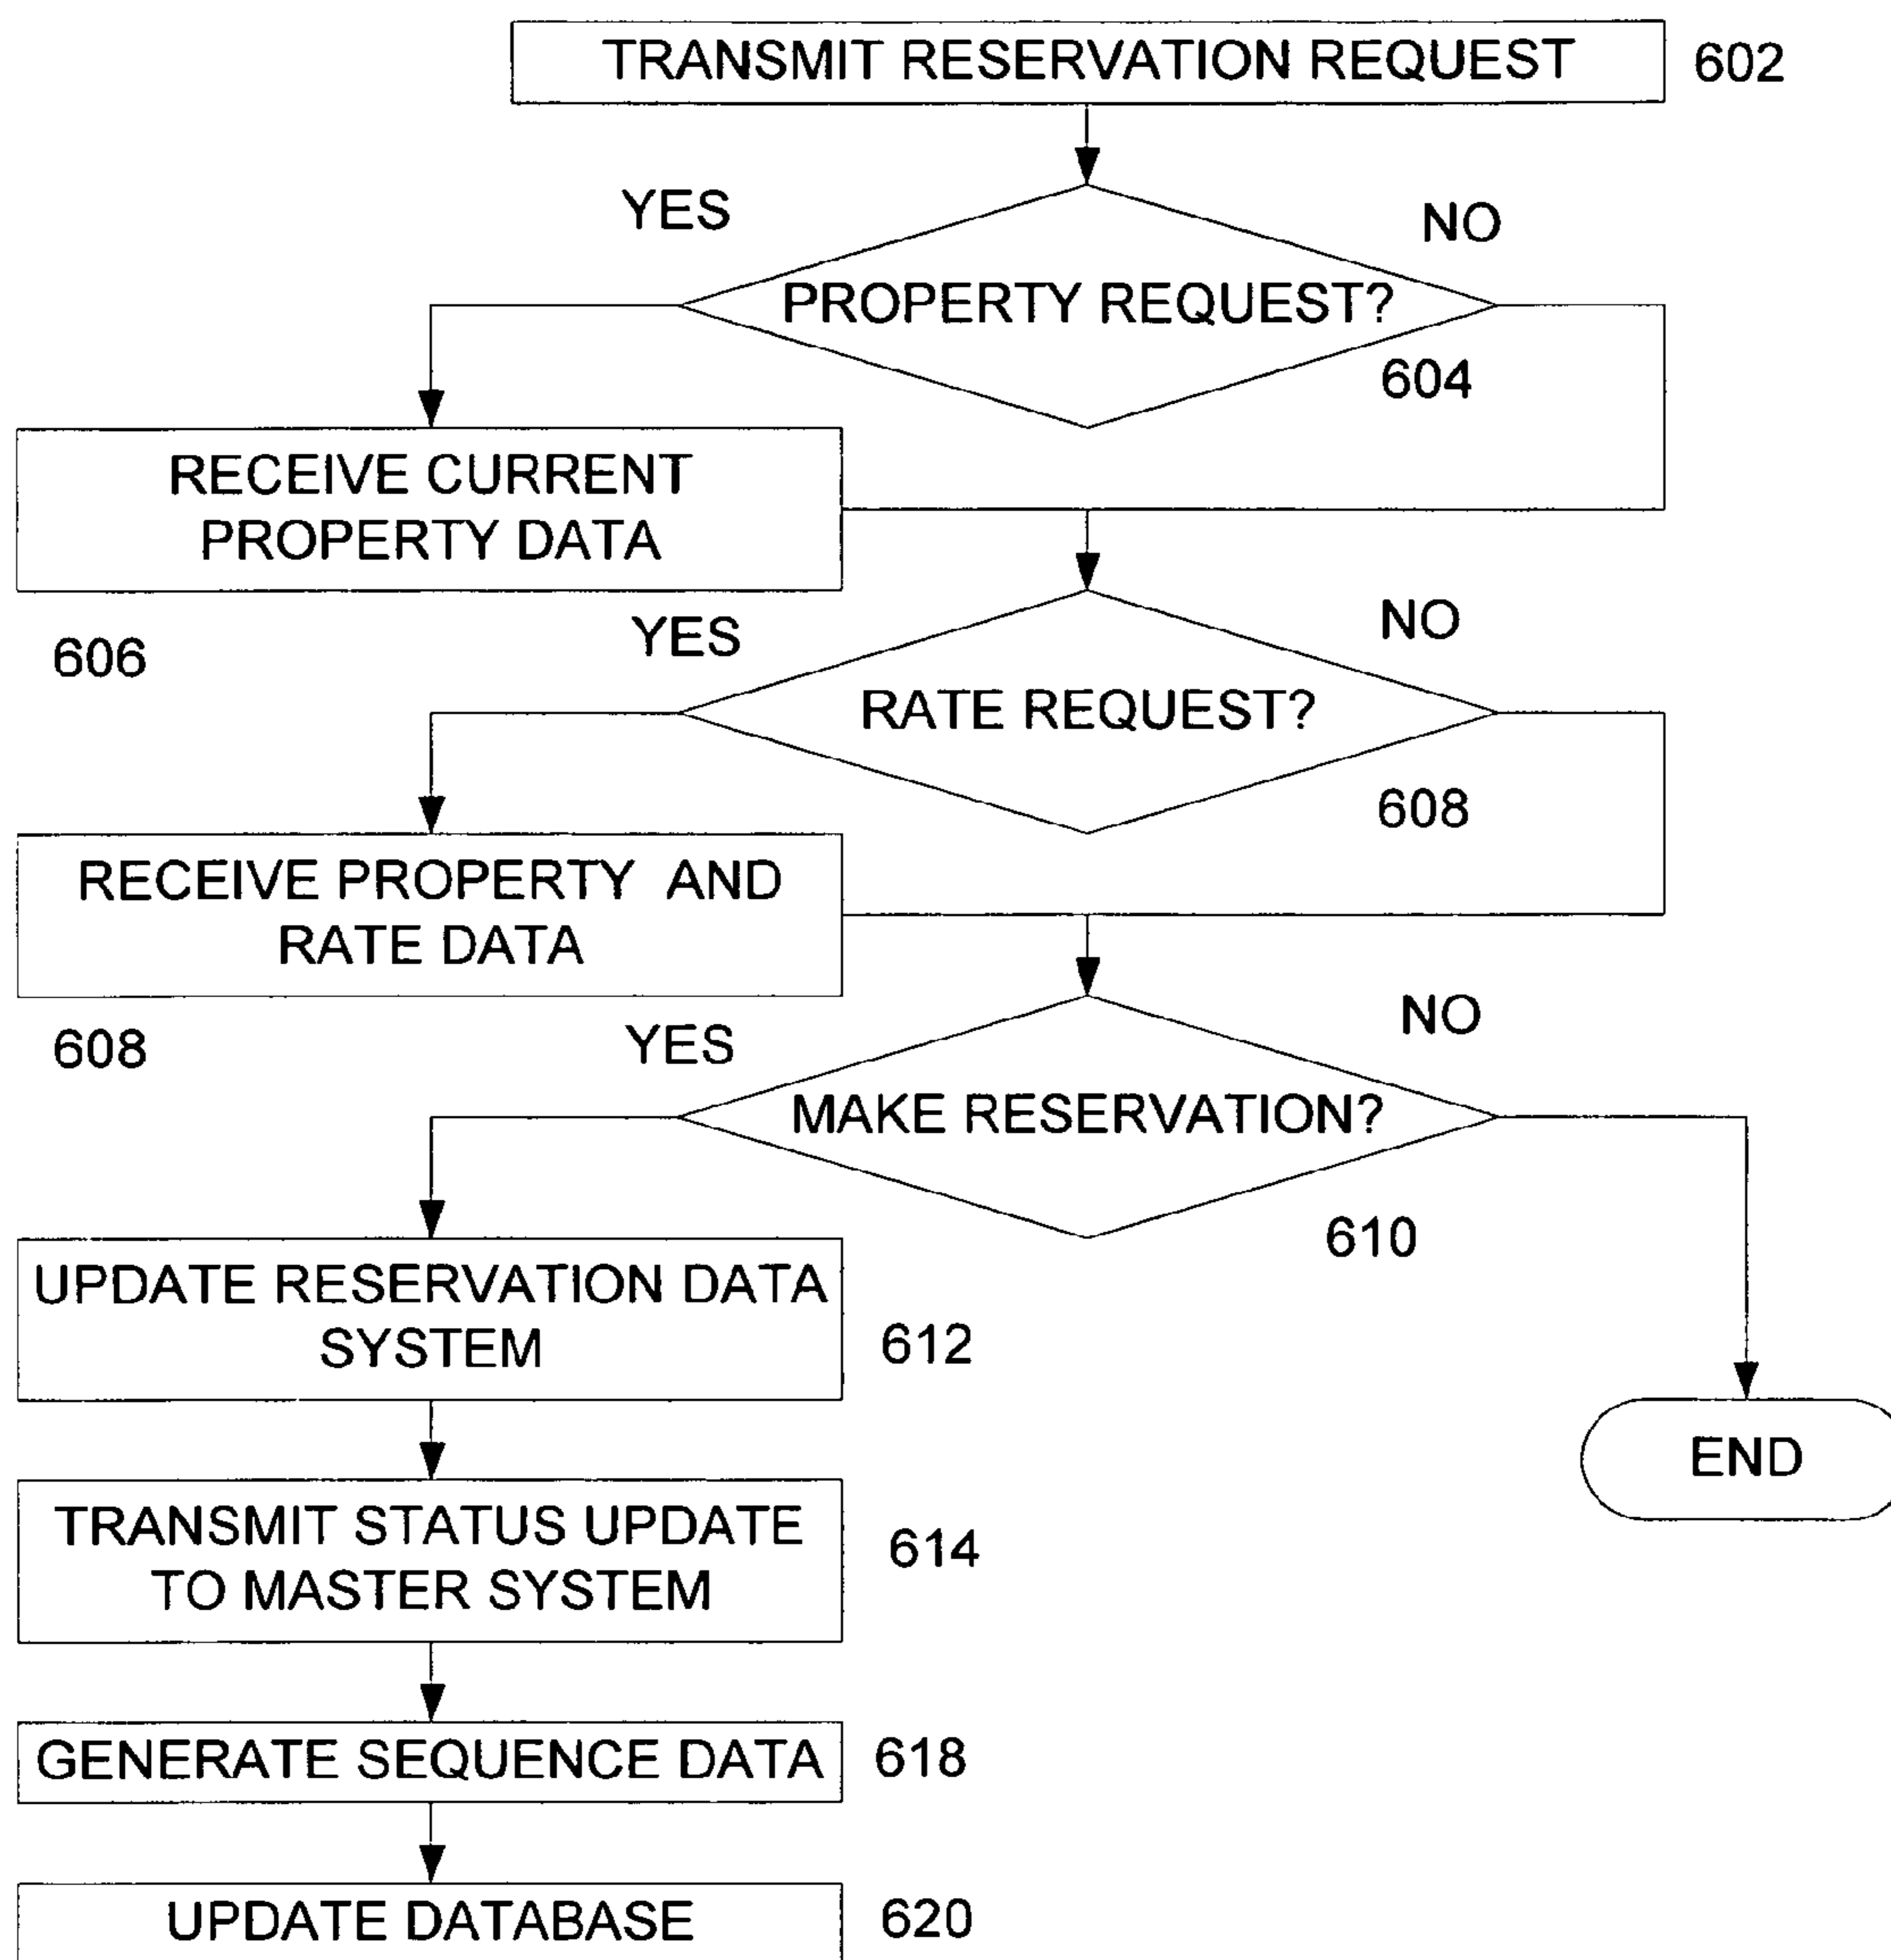 TRANSMIT RESERVATION REQUEST 602
YES NO
PROPERTY REQUEST?
604
RECEIVE CURRENT
PROPERTY DATA
606
YES NO
RATE REQUEST?
608
RECEIVE PROPERTY AND
RATE DATA
608
YES NO
MAKE RESERVATION?
610
UPDATE RESERVATION DATA
SYSTEM
612
END
TRANSMIT STATUS UPDATE
TO MASTER SYSTEM
614
GENERATE SEQUENCE DATA 618
UPDATE DATABASE 620